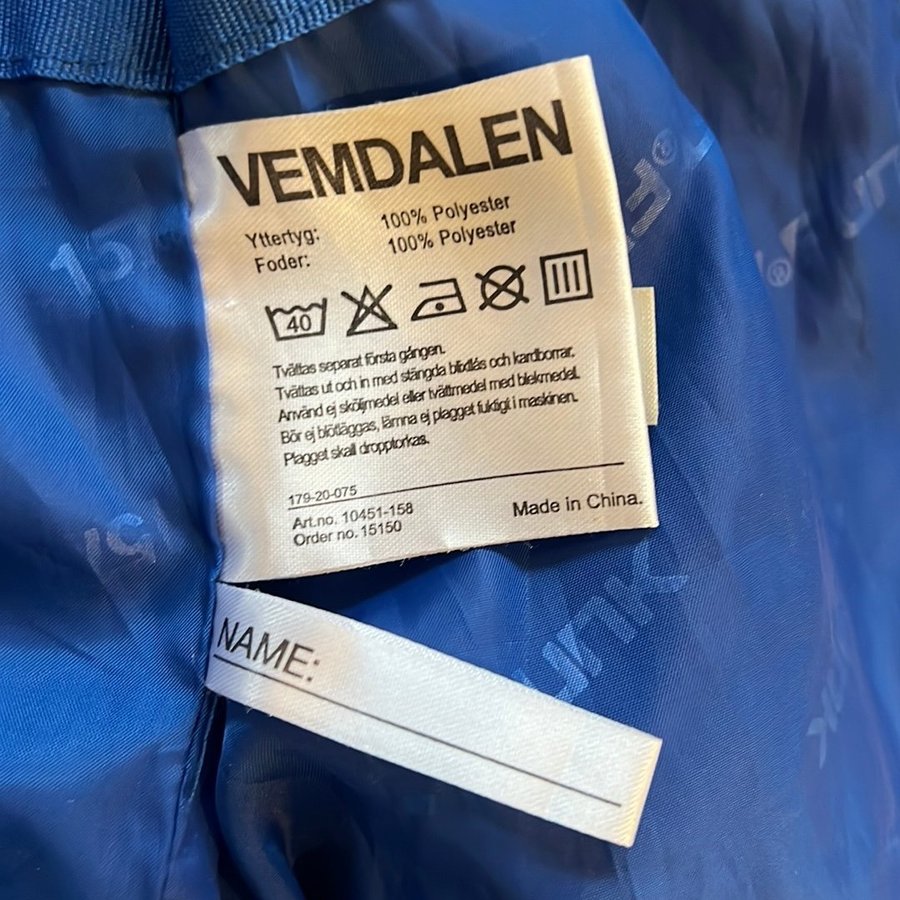 VEMDALEN
Yttertyg: 100% Polyester
Foder: 100% Polyester
40
Tvättas separat första gången.
Tvättas ut och in med stängda blixtlås och kardborrar.
Använd ej sköljmedel eller tvättmedel med blekmedel.
Bör ej blötläggas, lämna ej plagget fuktigt i maskinen.
Plagget skall dropptorkas.
179-20-075
Art.no. 10451-158
Order no. 15150
Made in China.
NAME: